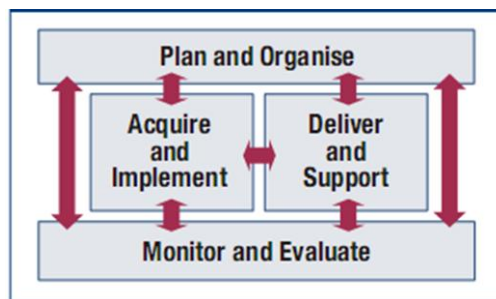 Plan and Organise
Acquire
and
Implement
Deliver
and
Support
Monitor and Evaluate